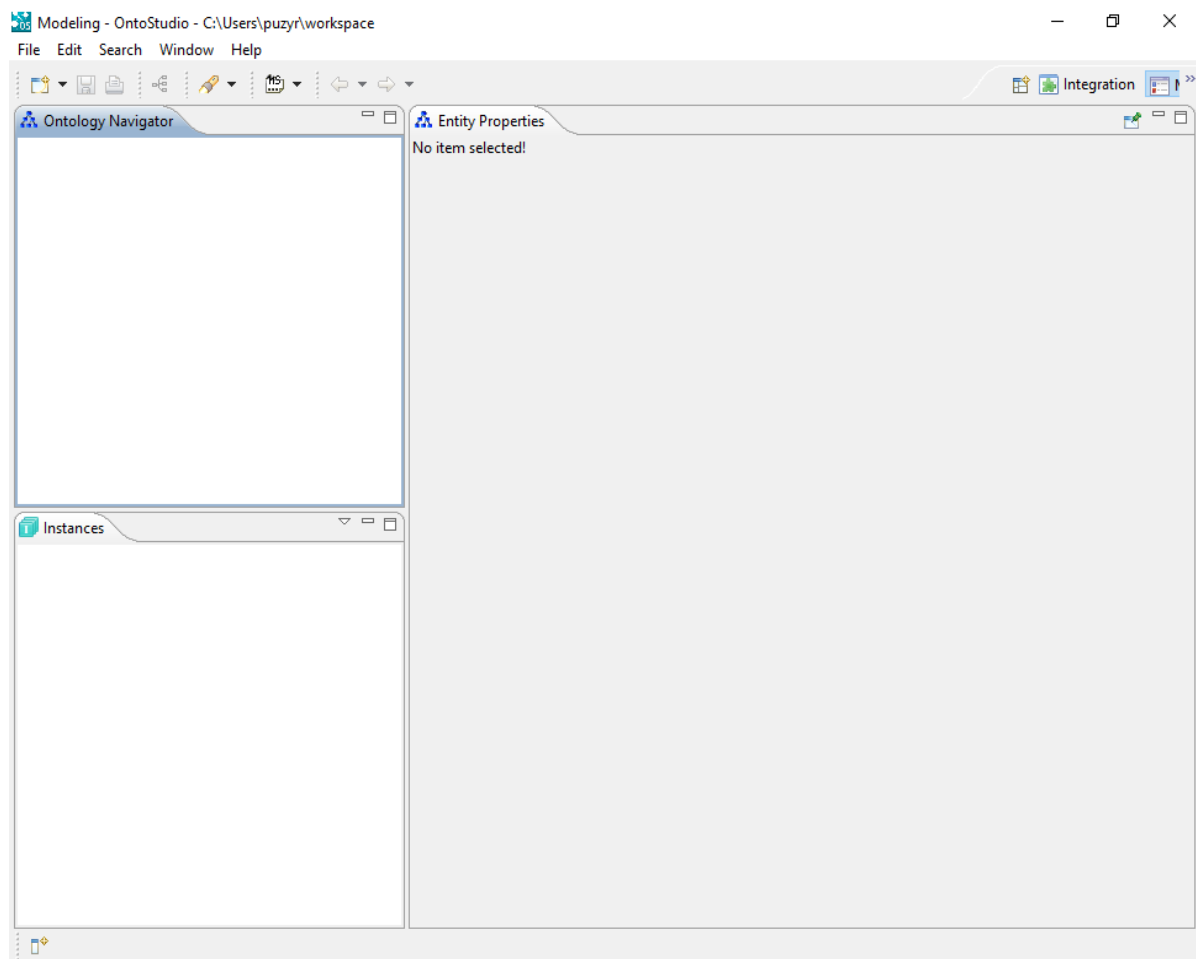 Modeling - OntoStudio - C:\Users\puzyr\workspace
File Edit Search Window Help
Integration
Ontology Navigator
Entity Properties
No item selected!
Instances